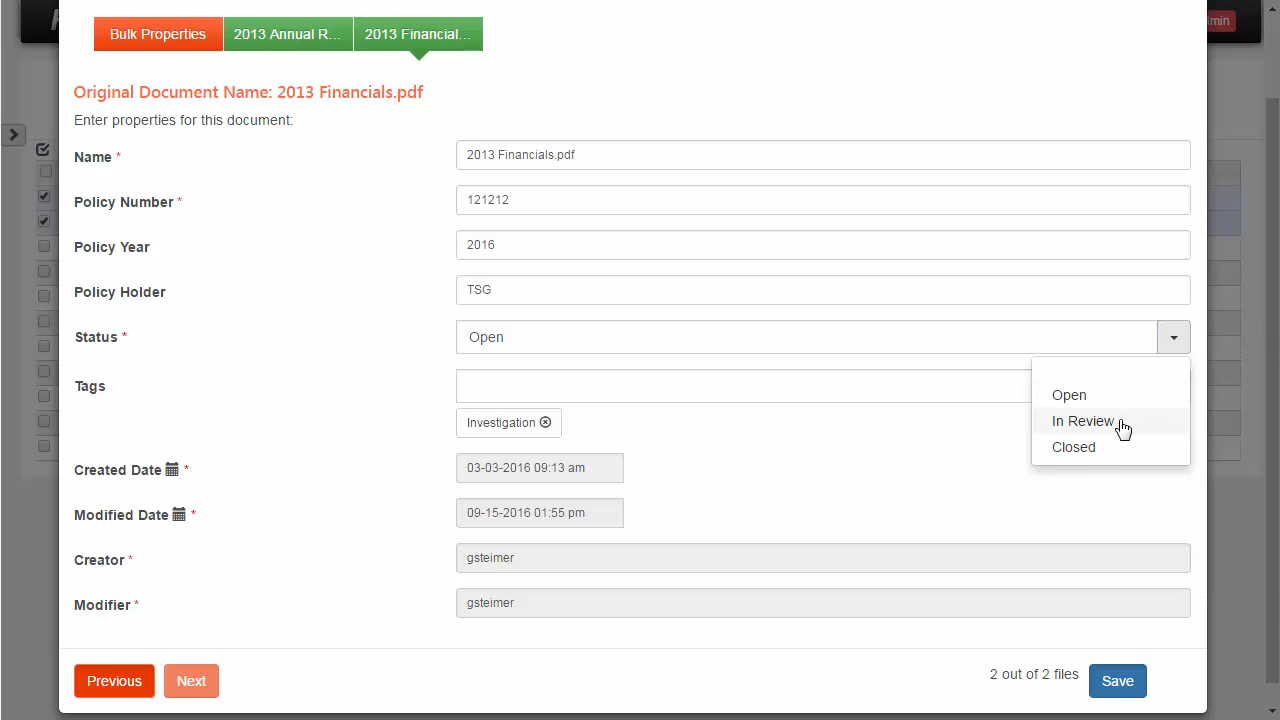 min
Bulk Properties 2013 Annual R... 2013 Financial...
Original Document Name: 2013 Financials.pdf
Enter properties for this document:
Name * 2013 Financials.pdf
Policy Number * 121212
Policy Year 2016
Policy Holder TSG
Status * Open
Tags
Open
In Review
Closed
Investigation
Created Date * 03-03-2016 09:13 am
Modified Date * 09-15-2016 01:55 pm
Creator * gsteimer
Modifier * gsteimer
Previous Next 2 out of 2 files Save